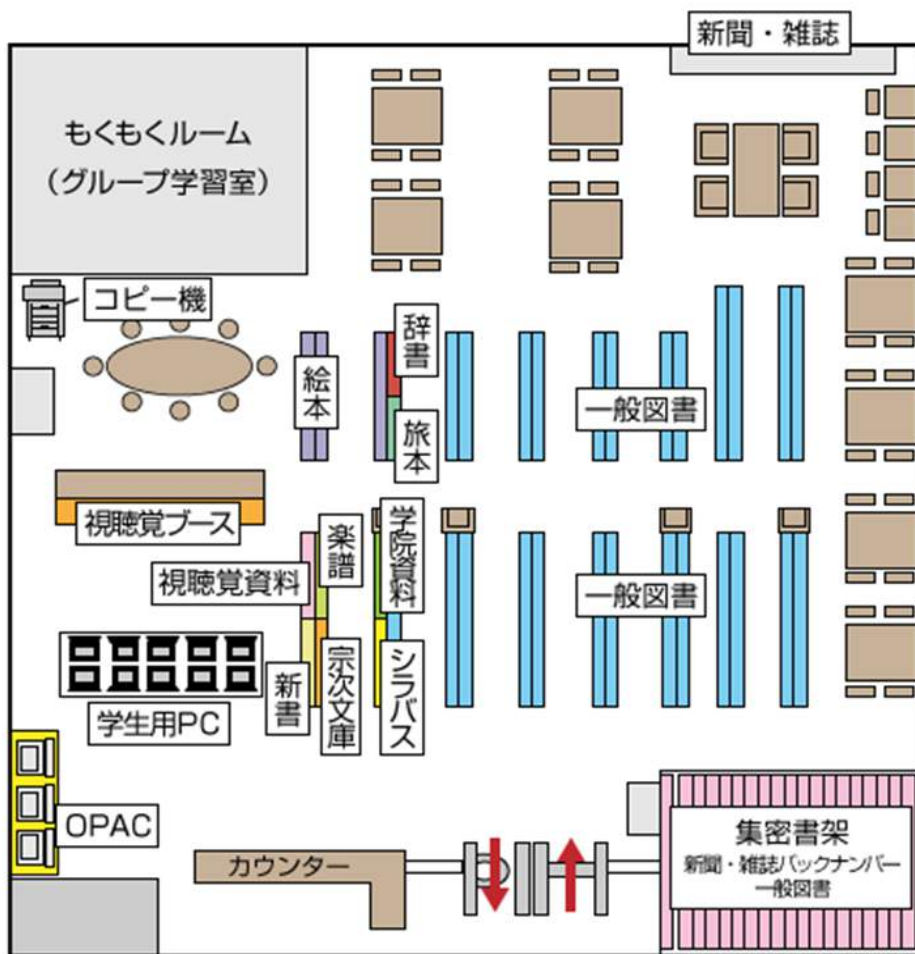 新聞・雑誌
もくもくルーム
（グループ学習室）
コピー機
絵本
辞書
旅本
一般図書
視聴覚ブース
視聴覚資料
楽譜
学院資料
一般図書
新書
宗次文庫
シラバス
学生用PC
OPAC
カウンター
集密書架
新聞・雑誌バックナンバー
一般図書